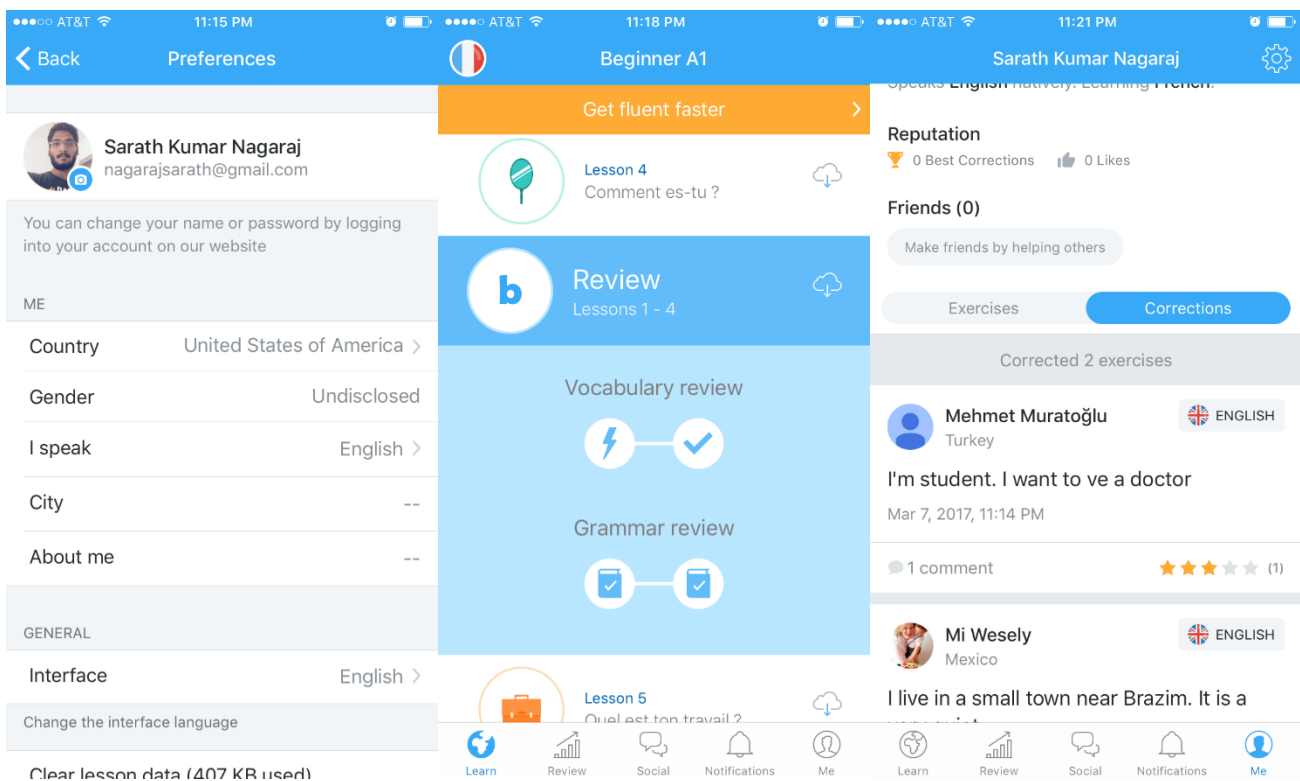 AT&T 11:15 PM
Back Preferences
Sarath Kumar Nagaraj
nagarajsarath@gmail.com
You can change your name or password by logging
into your account on our website
ME
Country United States of America
Gender Undisclosed
I speak English
City --
About me --
GENERAL
Interface English
Change the interface language
Clear lesson data (407 KB used)
AT&T 11:18 PM
Beginner A1
Get fluent faster
Lesson 4
Comment es-tu ?
b
Review
Lessons 1 - 4
Vocabulary review
Grammar review
Lesson 5
Quel est ton travail ?
Learn Review Social Notifications Me
AT&T 11:21 PM
Sarath Kumar Nagaraj
Speaks English natively. Learning French.
Reputation
0 Best Corrections 0 Likes
Friends (0)
Make friends by helping others
Exercises Corrections
Corrected 2 exercises
Mehmet Muratoğlu ENGLISH
Turkey
I'm student. I want to ve a doctor
Mar 7, 2017, 11:14 PM
1 comment (1)
Mi Wesely ENGLISH
Mexico
I live in a small town near Brazim. It is a
very quiet
Learn Review Social Notifications Me